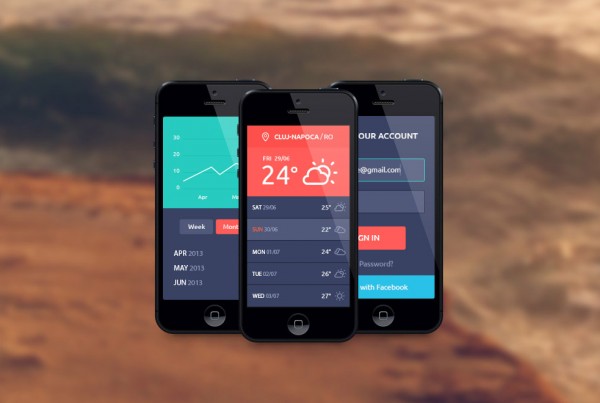 30
20
10
0
Apr
Week
Mont
APR 2013
MAY 2013
JUN 2013
CLUJ-NAPOCA / RO
FRI 29/06
24°
SAT 29/06 25°
SUN 30/06 22°
MON 01/07 24°
TUE 02/07 26°
WED 03/07 27°
OUR ACCOUNT
e@gmail.com
GN IN
Password?
with Facebook